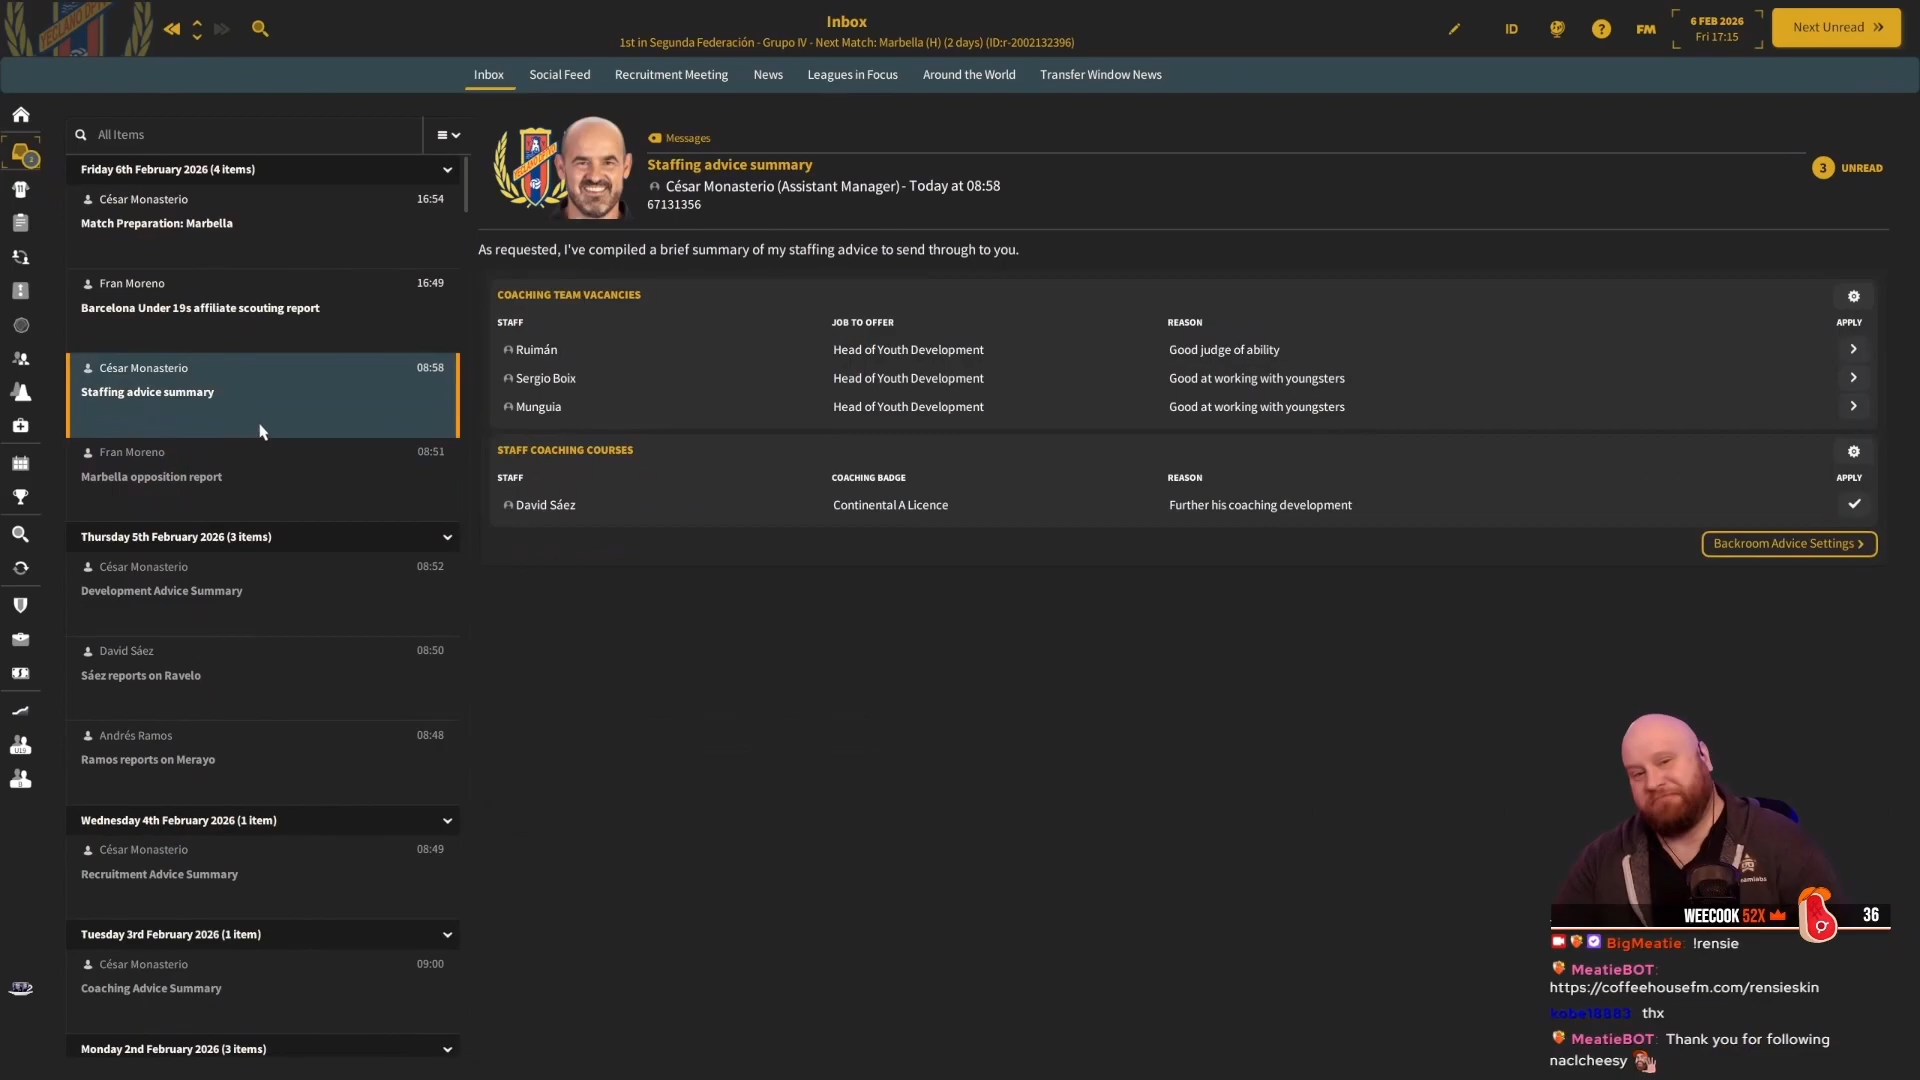 Inbox
1st in Segunda Federación - Grupo IV - Next Match: Marbella (H) (2 days) (ID:r-2002132396)
ID
?
FM
6 FEB 2026
Fri 17:15
Next Unread
Inbox
Social Feed
Recruitment Meeting
News
Leagues in Focus
Around the World
Transfer Window News
All Items
Friday 6th February 2026 (4 items)
César Monasterio
16:54
Match Preparation: Marbella
Fran Moreno
16:49
Barcelona Under 19s affiliate scouting report
César Monasterio
08:58
Staffing advice summary
Fran Moreno
08:51
Marbella opposition report
Thursday 5th February 2026 (3 items)
César Monasterio
08:52
Development Advice Summary
David Sáez
08:50
Sáez reports on Ravelo
Andrés Ramos
08:48
Ramos reports on Merayo
Wednesday 4th February 2026 (1 item)
César Monasterio
08:49
Recruitment Advice Summary
Tuesday 3rd February 2026 (1 item)
César Monasterio
09:00
Coaching Advice Summary
Monday 2nd February 2026 (3 items)
Messages
Staffing advice summary
César Monasterio (Assistant Manager) - Today at 08:58
67131356
3 UNREAD
As requested, I've compiled a brief summary of my staffing advice to send through to you.
COACHING TEAM VACANCIES
STAFF JOB TO OFFER REASON APPLY
Ruimán Head of Youth Development Good judge of ability
Sergio Boix Head of Youth Development Good at working with youngsters
Munguia Head of Youth Development Good at working with youngsters
STAFF COACHING COURSES
STAFF COACHING BADGE REASON APPLY
David Sáez Continental A Licence Further his coaching development
Backroom Advice Settings
WEECOOK 52X
36
BigMeatie: !rensie
MeatieBOT:
https://coffeehousefm.com/rensieskin
kobe18883 thx
MeatieBOT: Thank you for following
naclcheesy